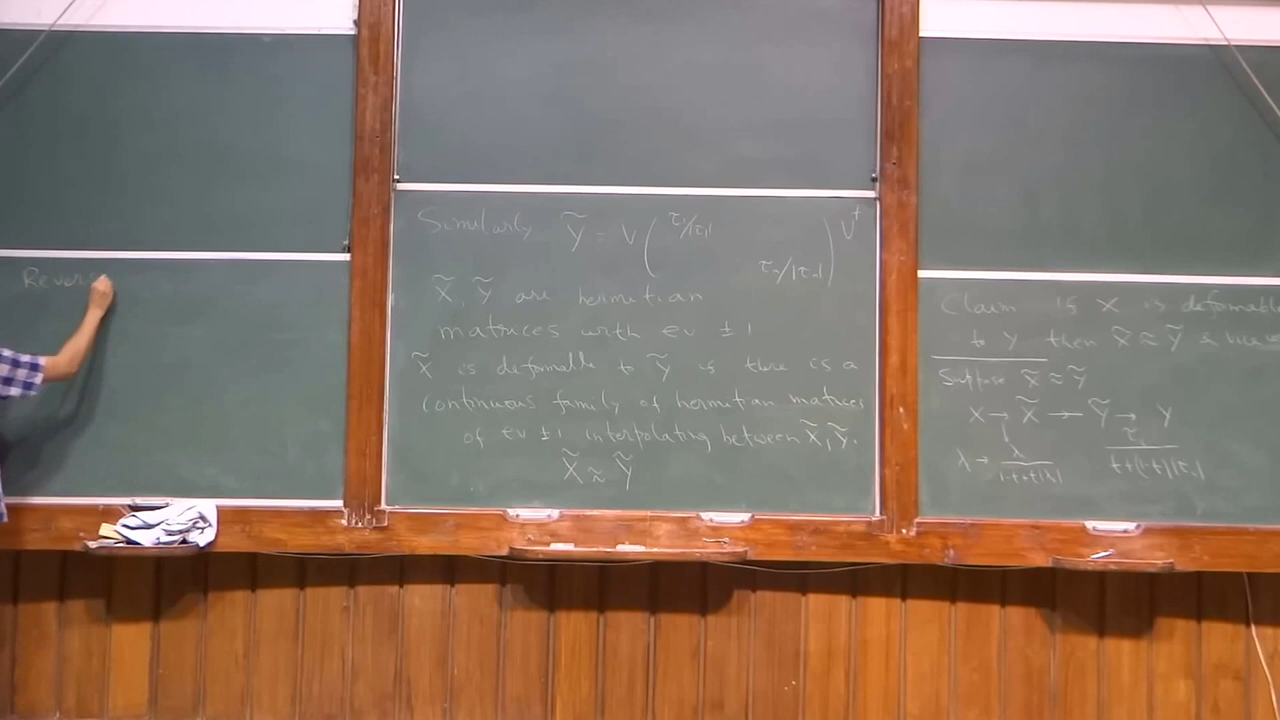 Revers
Similarly Ỹ = V ( τ₁/|τ₁| τₙ/|τₙ| ) V†
X̃, Ỹ are hermitian
matrices with ev ±1
X̃ is deformable to Ỹ is there is a
continuous family of hermitian matrices
of ev ±1 interpolating between X̃, Ỹ.
X̃ ≈ Ỹ
Claim If X is deformable
to Y then X̃ ≈ Ỹ &
Suppose X̃ ≈ Ỹ
X → X̃ → Ỹ → Y
λ → λ/(1-t+t|λ|) τᵢ/(t+(1-t)|τᵢ|)